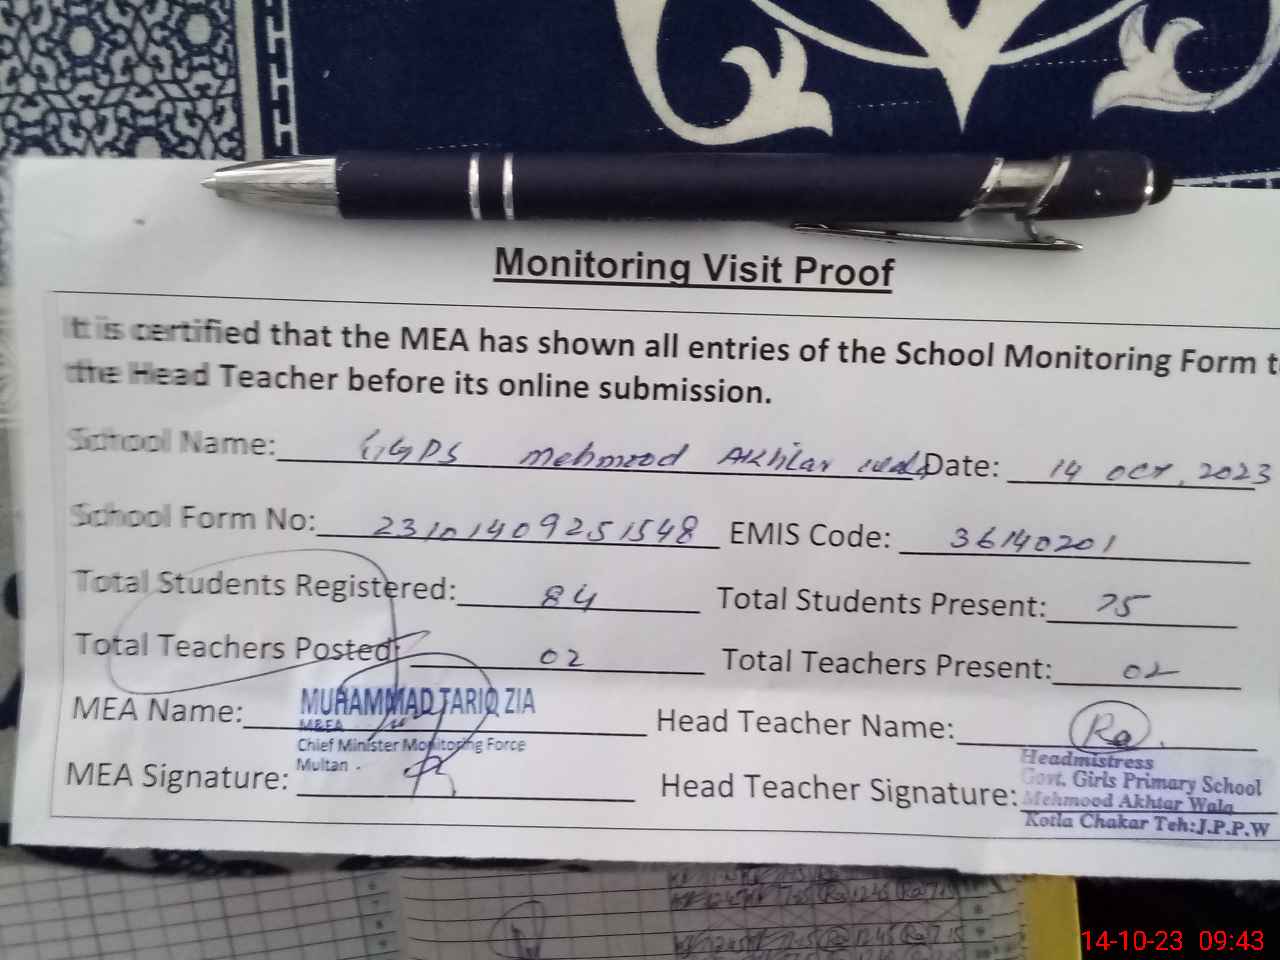 Monitoring Visit Proof
It is certified that the MEA has shown all entries of the School Monitoring Form to
the Head Teacher before its online submission.
School Name: GGPS Mehmood Akhtar wala Date: 14 OCT, 2023
School Form No: 23101409251548 EMIS Code: 36140201
Total Students Registered: 84 Total Students Present: 75
Total Teachers Posted: 02 Total Teachers Present: 02
MEA Name: MUHAMMAD TARIQ ZIA Head Teacher Name: Ra
M&EA
Chief Minister Monitoring Force
Multan
MEA Signature: Head Teacher Signature:
Headmistress
Govt. Girls Primary School
Mehmood Akhtar Wala
Kotla Chakar Teh:J.P.P.W
14-10-23 09:43